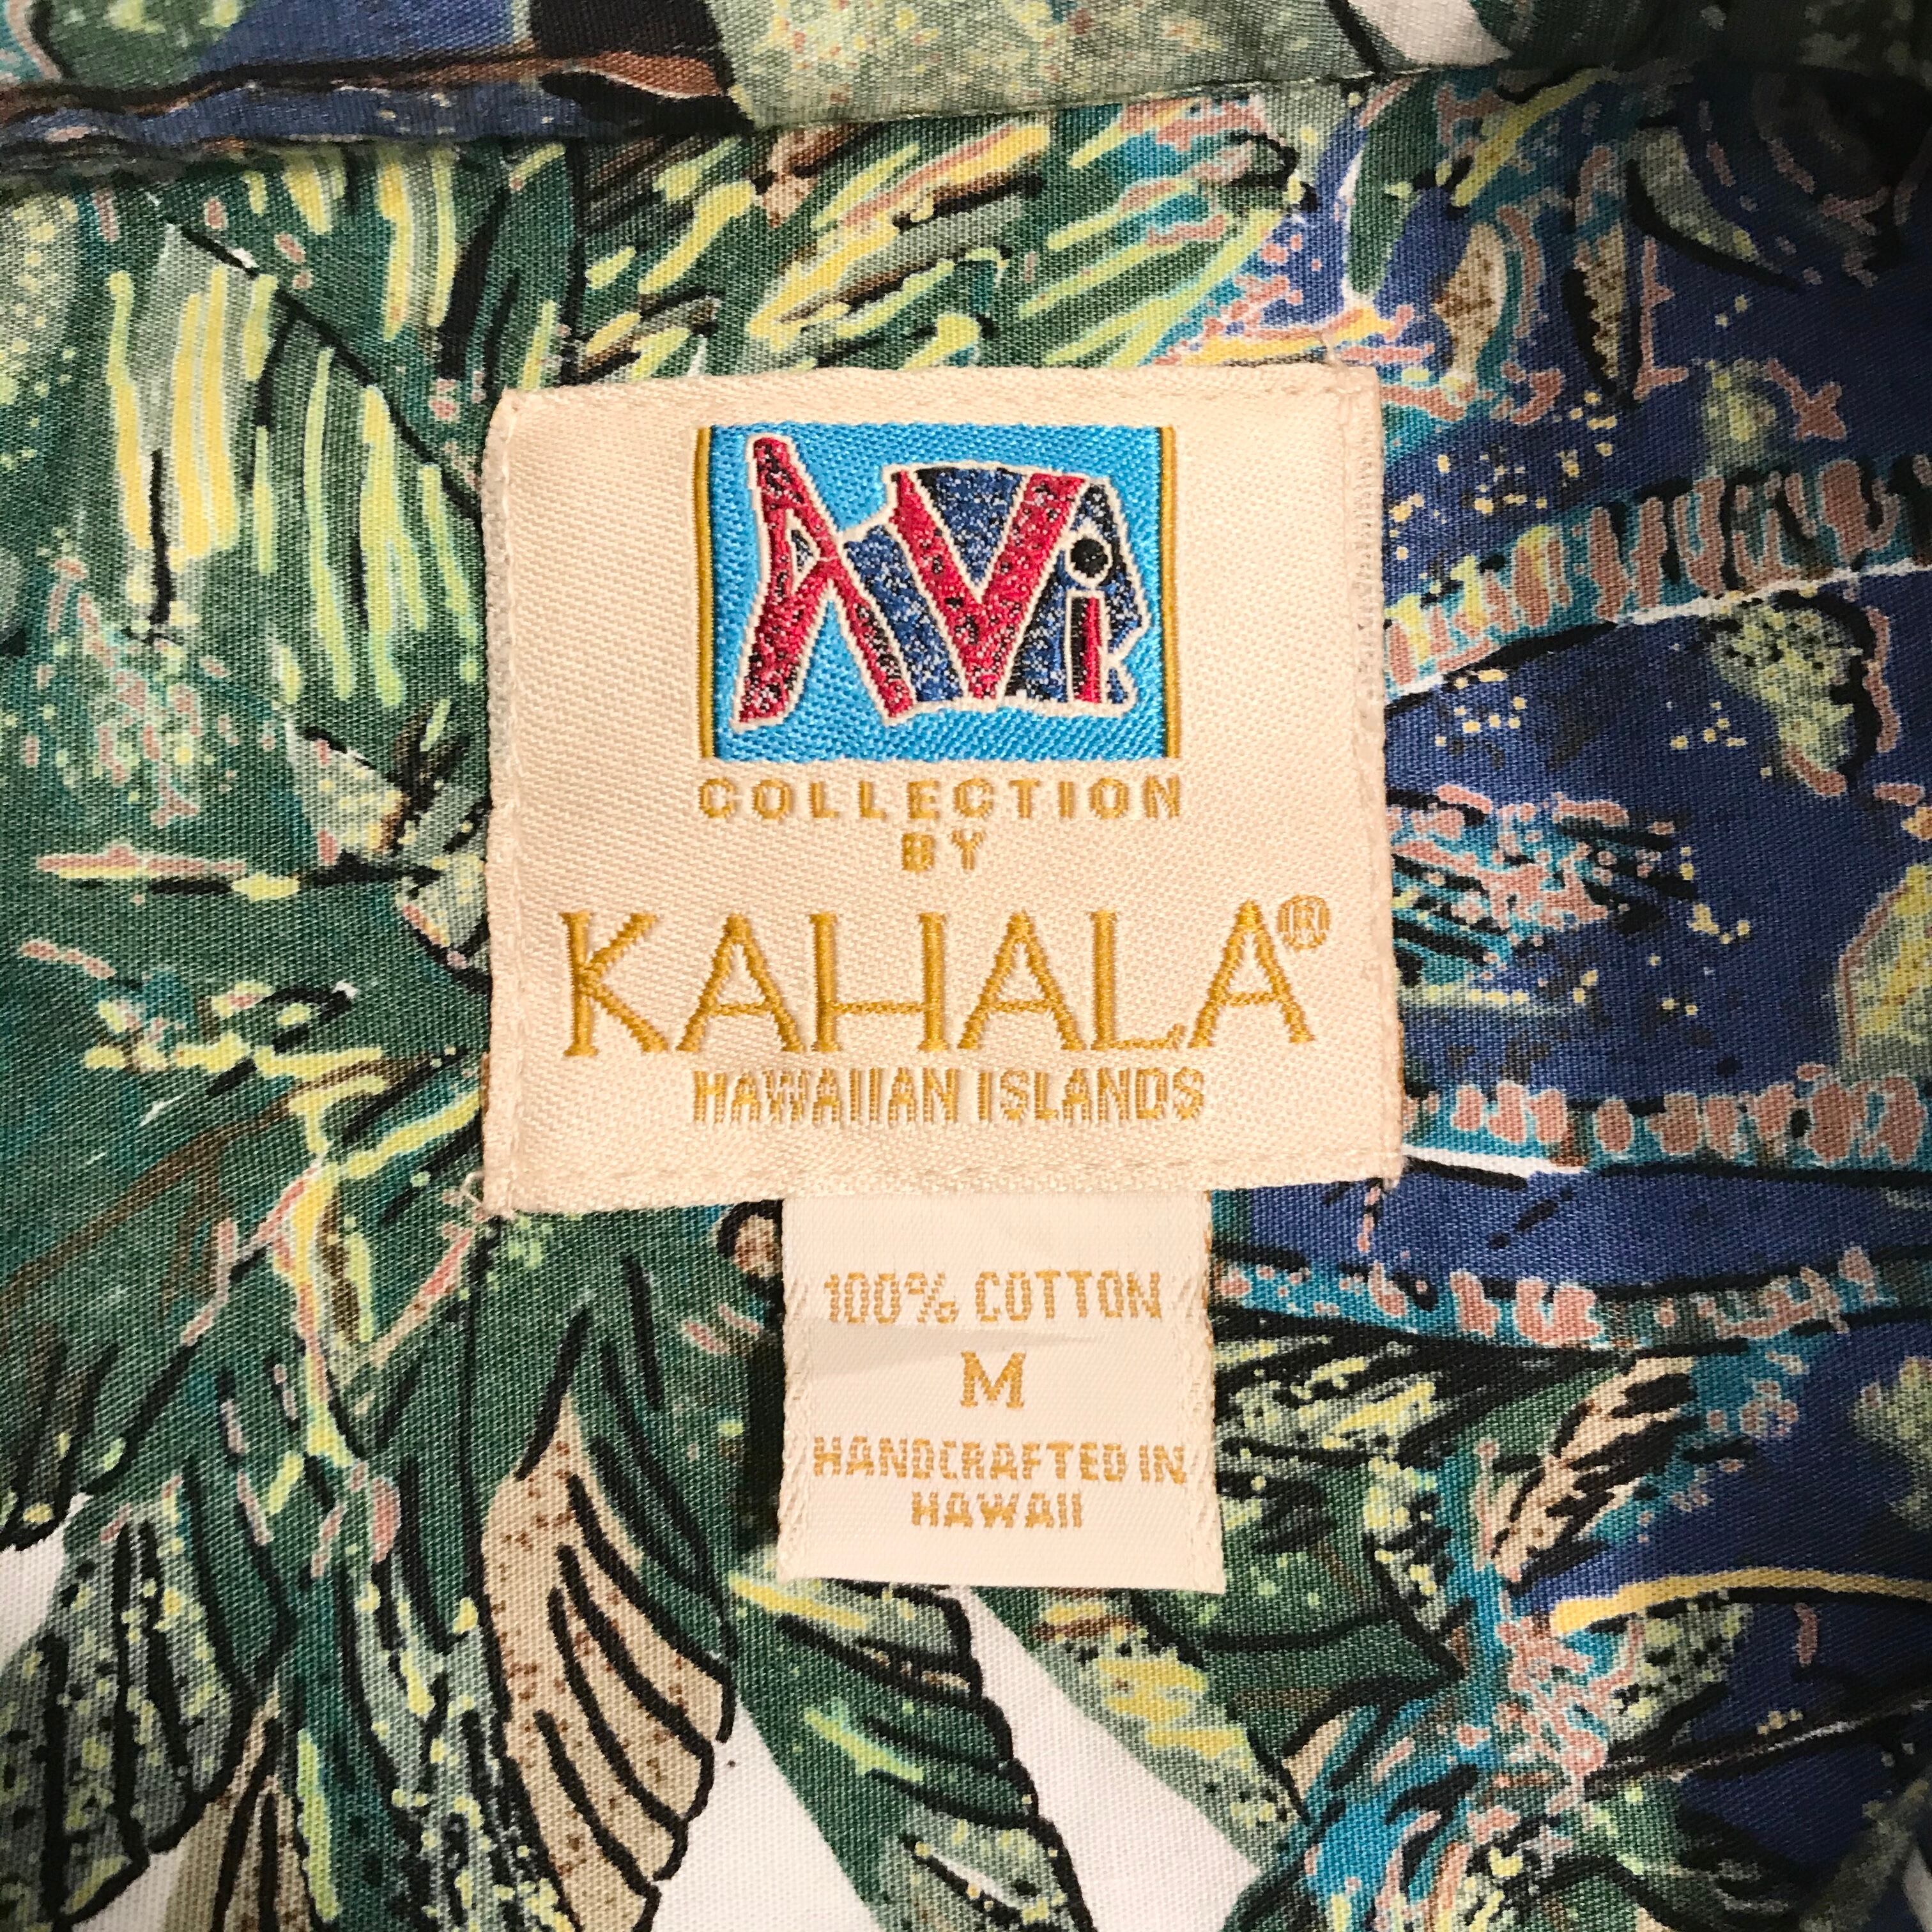 AVi
COLLECTION
BY
KAHALA®
HAWAIIAN ISLANDS
100% COTTON
M
HANDCRAFTED IN
HAWAII